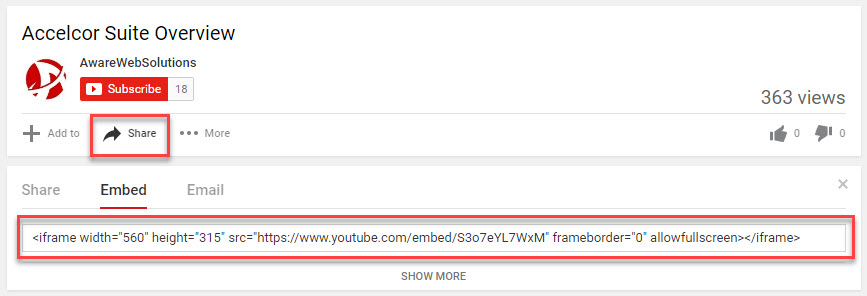 Accelcor Suite Overview
AwareWebSolutions
Subscribe 18
363 views
Add to Share More 0 0
Share Embed Email
<iframe width="560" height="315" src="https://www.youtube.com/embed/S3o7eYL7WxM" frameborder="0" allowfullscreen></iframe>
SHOW MORE